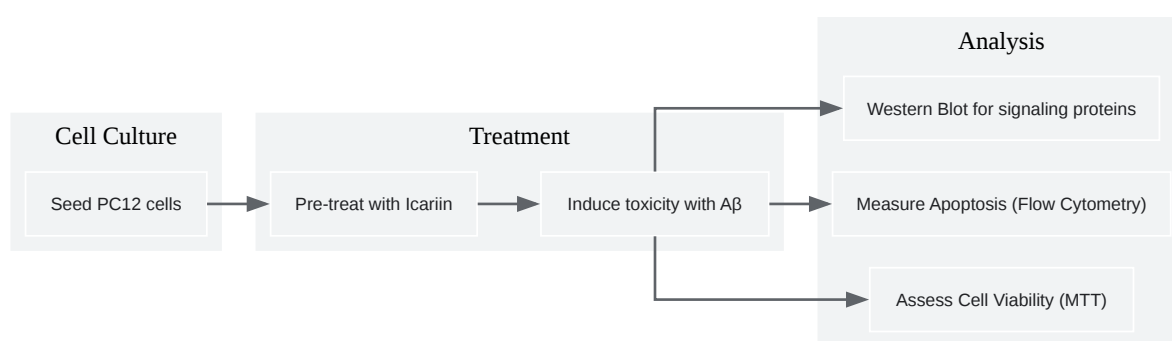 Cell Culture
Seed PC12 cells
Treatment
Pre-treat with Icariin
Induce toxicity with Aβ
Analysis
Western Blot for signaling proteins
Measure Apoptosis (Flow Cytometry)
Assess Cell Viability (MTT)